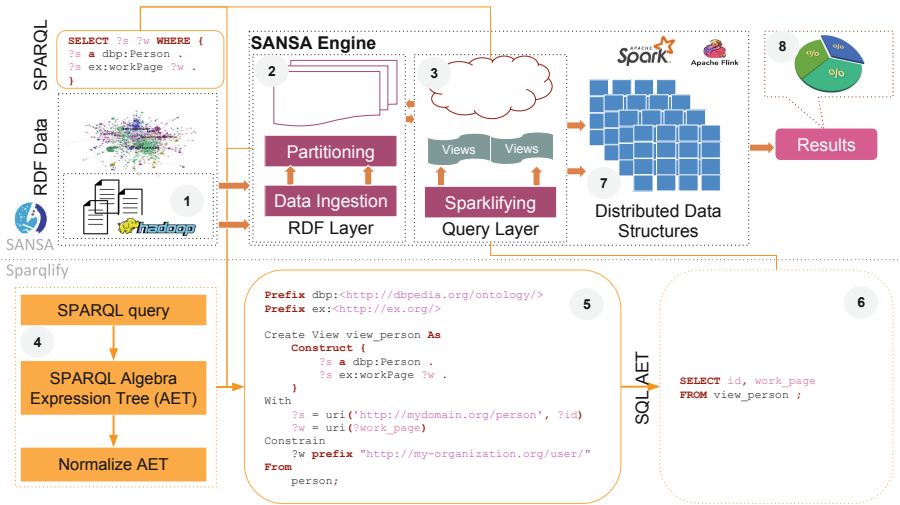 SPARQL
SELECT ?s ?w WHERE {
?s a dbp:Person .
?s ex:workPage ?w .
}
RDF Data
1
hadoop
SANSA
SANSA Engine
2
Partitioning
Data Ingestion
RDF Layer
3
Views
Views
Sparklifying
Query Layer
APACHE
Spark
Apache Flink
7
Distributed Data
Structures
8
%
%
%
Results
Sparqlify
SPARQL query
4
SPARQL Algebra
Expression Tree (AET)
Normalize AET
5
Prefix dbp:<http://dbpedia.org/ontology/>
Prefix ex:<http://ex.org/>
Create View view_person As
Construct {
?s a dbp:Person .
?s ex:workPage ?w .
}
With
?s = uri('http://mydomain.org/person', ?id)
?w = uri(?work_page)
Constrain
?w prefix "http://my-organization.org/user/"
From
person;
SQL AET
6
SELECT id, work_page
FROM view_person ;